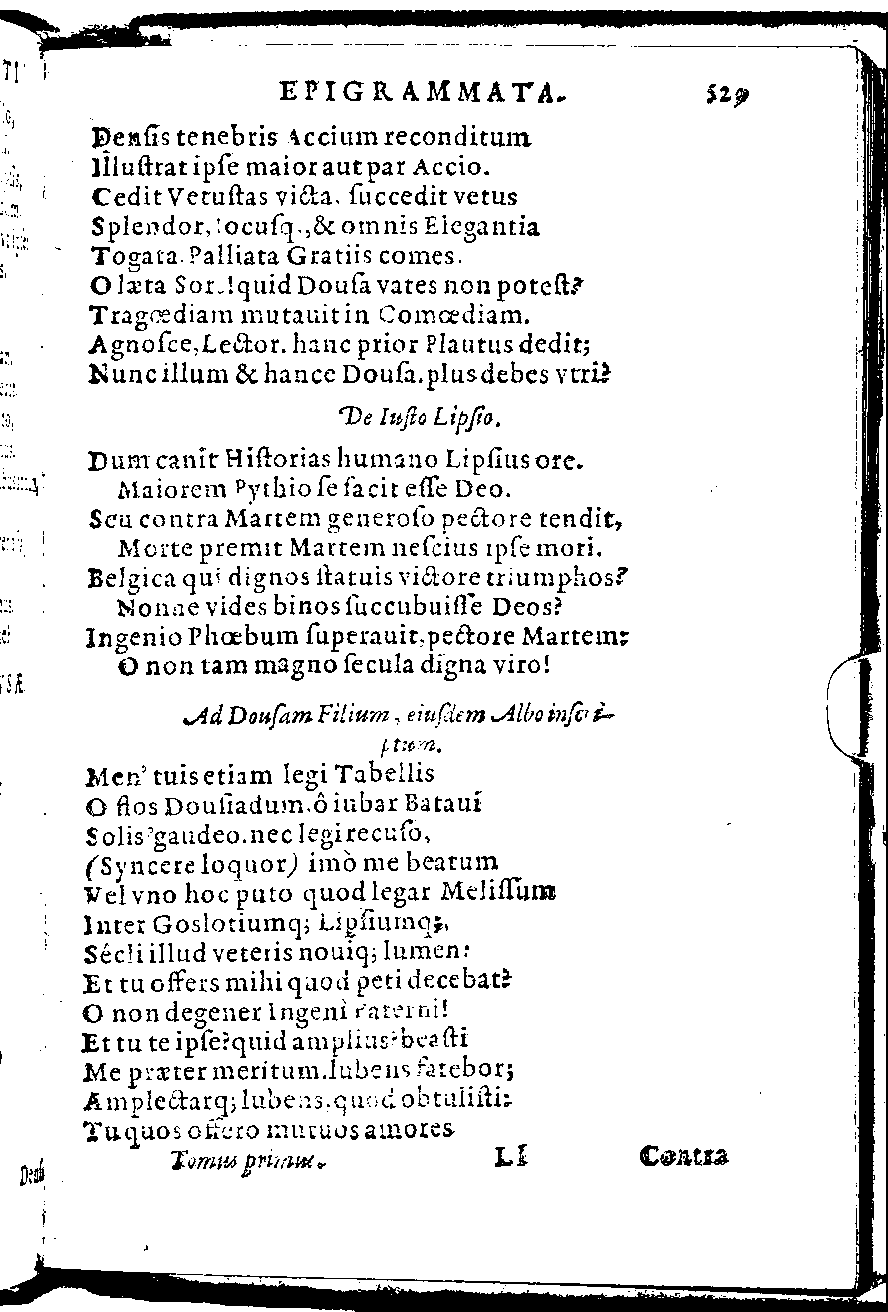 EPIGRAMMATA. 529
Denſis tenebris Accium reconditum
Illuſtrat ipſe maior aut par Accio.
Cedit Vetuſtas victa, ſuccedit vetus
Splendor, Iocuſq.,& omnis Elegantia
Togata. Palliata Gratiis comes.
O læta Sors! quid Douſa vates non poteſt?
Tragœdiam mutauit in Comœdiam.
Agnoſce, Lector. hanc prior Plautus dedit;
Nunc illum & hance Douſa. plus debes vtri?
De Iuſto Lipſio.
Dum canit Hiſtorias humano Lipſius ore.
Maiorem Pythio ſe facit eſſe Deo.
Seu contra Martem generoſo pectore tendit,
Morte premit Martem neſcius ipſe mori.
Belgica qui dignos ſtatuis victore triumphos?
Nonne vides binos ſuccubuiſſe Deos?
Ingenio Phœbum ſuperauit, pectore Martem:
O non tam magno ſecula digna viro!
Ad Douſam Filium, eiuſdem Albo inſcri-
ptum.
Men' tuis etiam legi Tabellis
O flos Douſiadum. ô iubar Bataui
Solis? gaudeo. nec legi recuſo,
(Syncere loquor) imò me beatum
Vel vno hoc puto quod legar Meliſſum
Inter Goslotiumq; Lipſiumq;,
Sécli illud veteris nouiq; lumen:
Et tu offers mihi quod peti decebat?
O non degener Ingenì Paterni!
Et tu te ipſe? quid amplius? beaſti
Me præter meritum. lubens fatebor;
Amplectarq; lubens, quod obtuliſti:
Tu quos offero mutuos amores
Tomus primus. Ll Contra